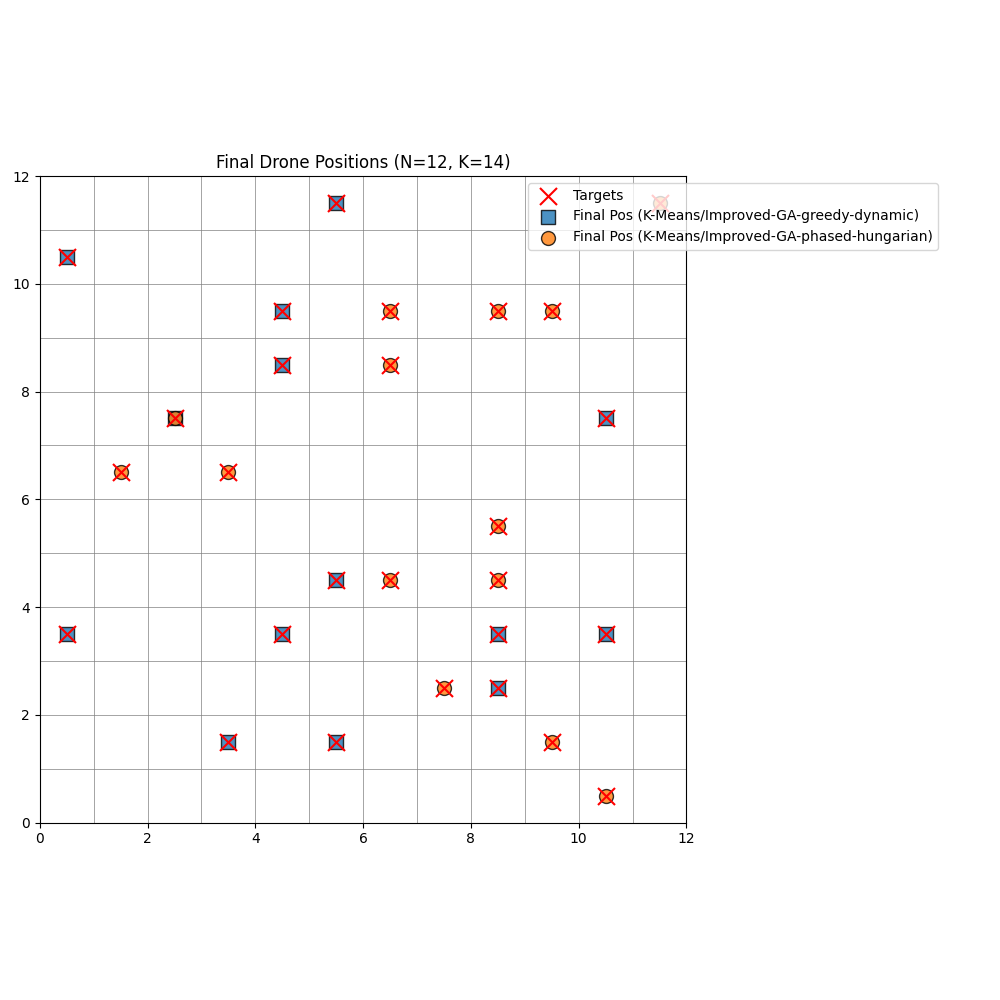 Final Drone Positions (N=12, K=14)
Targets
Final Pos (K-Means/Improved-GA-greedy-dynamic)
Final Pos (K-Means/Improved-GA-phased-hungarian)
12
10
8
6
4
2
0
0 2 4 6 8 10 12